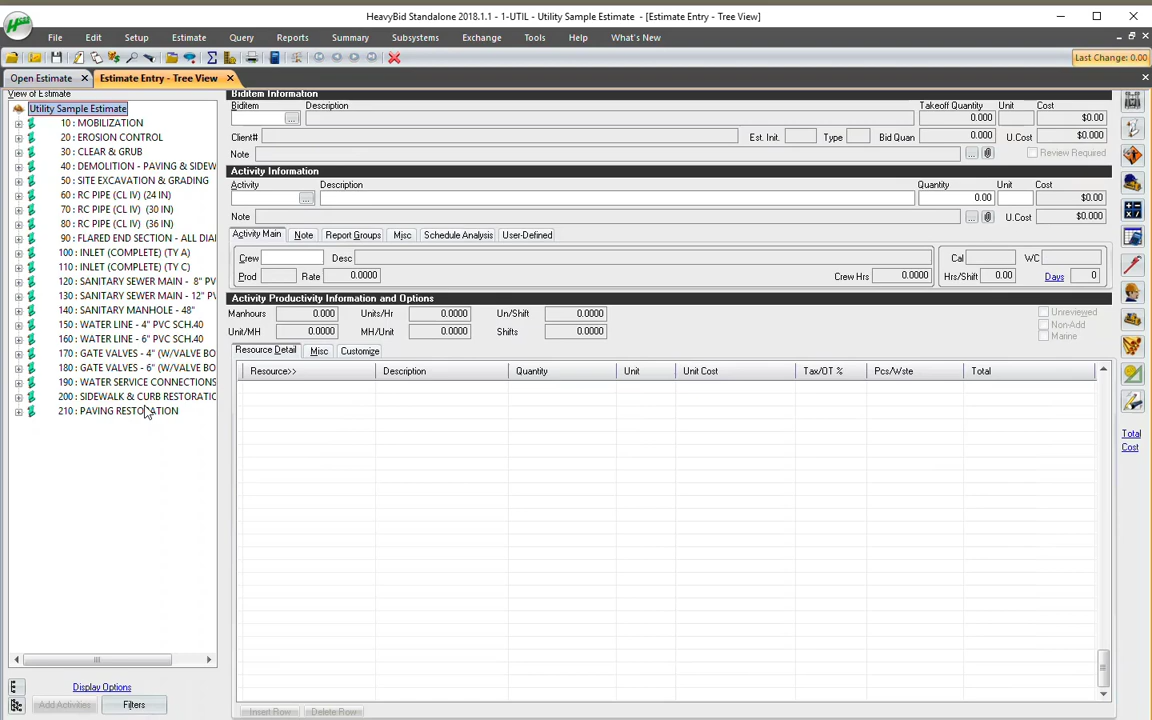 HeavyBid Standalone 2018.1.1 - 1-UTIL - Utility Sample Estimate - [Estimate Entry - Tree View]
File Edit Setup Estimate Query Reports Summary Subsystems Exchange Tools Help What's New
Last Change: 0.00
Open Estimate Estimate Entry - Tree View
View of Estimate
Utility Sample Estimate
10 : MOBILIZATION
20 : EROSION CONTROL
30 : CLEAR & GRUB
40 : DEMOLITION - PAVING & SIDEW
50 : SITE EXCAVATION & GRADING
60 : RC PIPE (CL IV) (24 IN)
70 : RC PIPE (CL IV) (30 IN)
80 : RC PIPE (CL IV) (36 IN)
90 : FLARED END SECTION - ALL DIA
100 : INLET (COMPLETE) (TY A)
110 : INLET (COMPLETE) (TY C)
120 : SANITARY SEWER MAIN - 8" PV
130 : SANITARY SEWER MAIN - 12" P
140 : SANITARY MANHOLE - 48"
150 : WATER LINE - 4" PVC SCH.40
160 : WATER LINE - 6" PVC SCH.40
170 : GATE VALVES - 4" (W/VALVE BO
180 : GATE VALVES - 6" (W/VALVE BO
190 : WATER SERVICE CONNECTIONS
200 : SIDEWALK & CURB RESTORATIO
210 : PAVING RESTORATION
Display Options
Add Activities Filters
Biditem Information
Biditem Description Takeoff Quantity Unit Cost
... 0.000 $0.00
Client# Est. Init. Type Bid Quan 0.000 U.Cost $0.000
Note ... Review Required
Activity Information
Activity Description Quantity Unit Cost
... 0.00 $0.00
Note ... U.Cost $0.000
Activity Main Note Report Groups Misc Schedule Analysis User-Defined
Crew Desc Cal WC
Prod Rate 0.0000 Crew Hrs 0.0000 Hrs/Shift 0.00 Days 0
Activity Productivity Information and Options
Manhours 0.000 Units/Hr 0.0000 Un/Shift 0.0000 Unreviewed
Non-Add
Unit/MH 0.0000 MH/Unit 0.0000 Shifts 0.0000 Marine
Resource Detail Misc Customize
Resource>> Description Quantity Unit Unit Cost Tax/OT % Pcs/Wste Total
Insert Row Delete Row
Total
Cost